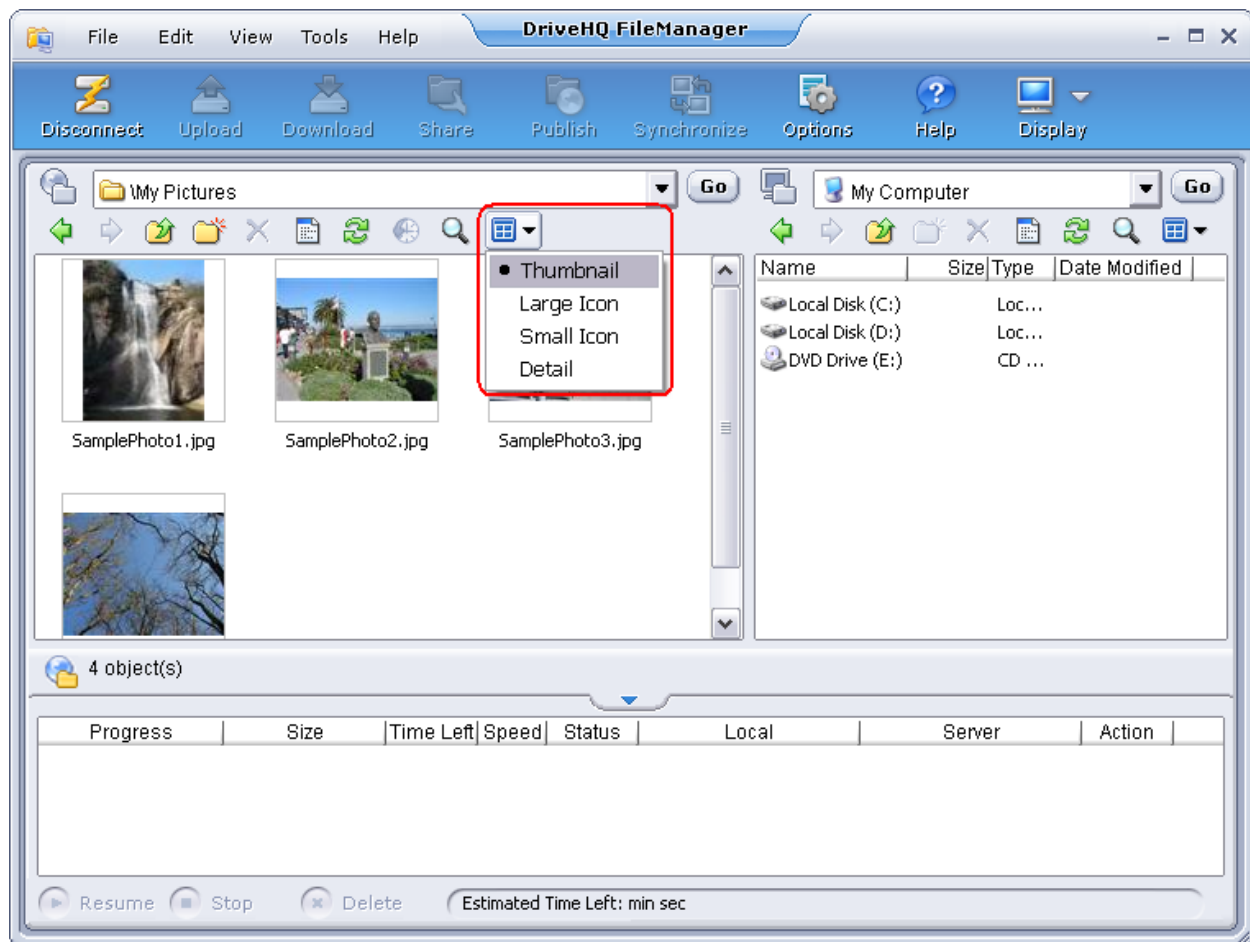 DriveHQ FileManager
File Edit View Tools Help
Disconnect Upload Download Share Publish Synchronize Options Help Display
\My Pictures Go
My Computer Go
Thumbnail
Large Icon
Small Icon
Detail
SamplePhoto1.jpg SamplePhoto2.jpg SamplePhoto3.jpg
Name Size Type Date Modified
Local Disk (C:) Loc...
Local Disk (D:) Loc...
DVD Drive (E:) CD ...
4 object(s)
Progress Size Time Left Speed Status Local Server Action
Resume Stop Delete Estimated Time Left: min sec